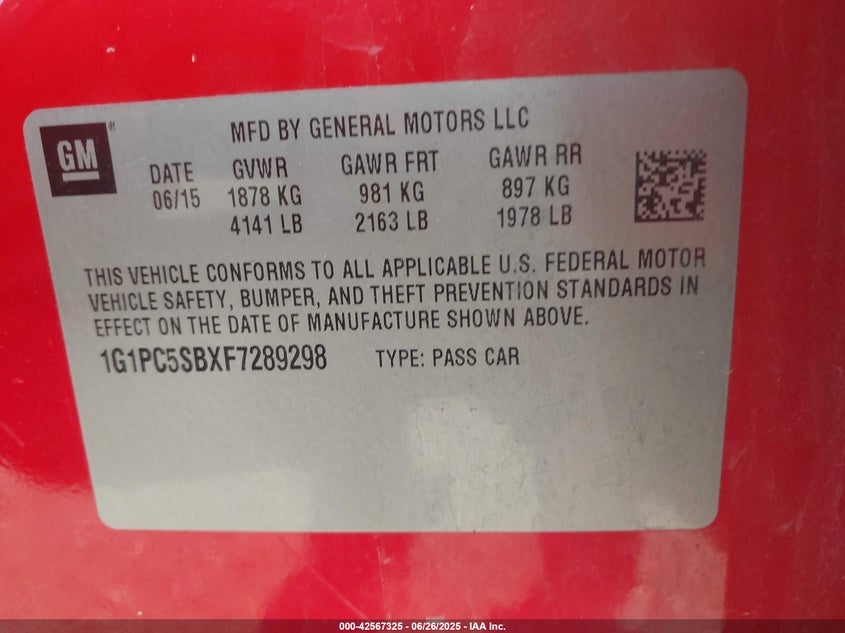 GM®
MFD BY GENERAL MOTORS LLC
DATE GVWR GAWR FRT GAWR RR
06/15 1878 KG 981 KG 897 KG
4141 LB 2163 LB 1978 LB
THIS VEHICLE CONFORMS TO ALL APPLICABLE U.S. FEDERAL MOTOR
VEHICLE SAFETY, BUMPER, AND THEFT PREVENTION STANDARDS IN
EFFECT ON THE DATE OF MANUFACTURE SHOWN ABOVE.
1G1PC5SBXF7289298 TYPE: PASS CAR
000-42567325 - 06/26/2025 - IAA Inc.